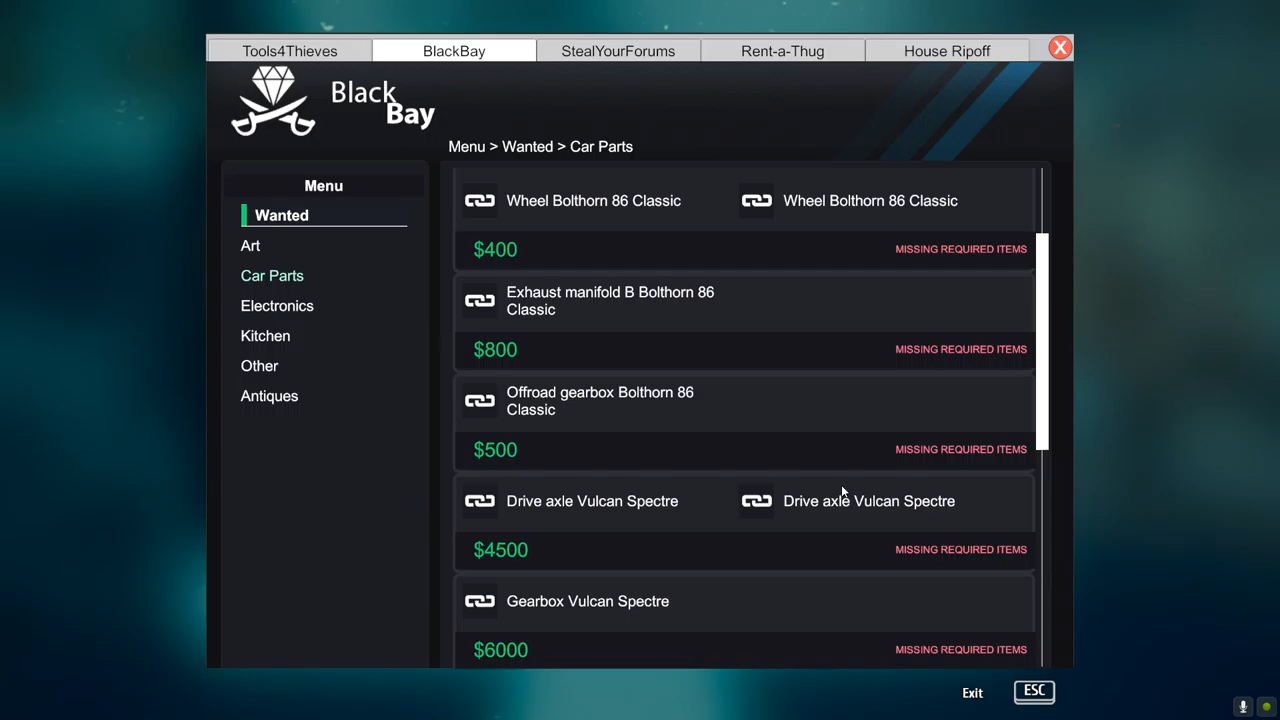 Tools4Thieves BlackBay StealYourForums Rent-a-Thug House Ripoff X
Black
Bay
Menu > Wanted > Car Parts
Menu
Wanted
Art
Car Parts
Electronics
Kitchen
Other
Antiques
Wheel Bolthorn 86 Classic Wheel Bolthorn 86 Classic
$400 MISSING REQUIRED ITEMS
Exhaust manifold B Bolthorn 86
Classic
$800 MISSING REQUIRED ITEMS
Offroad gearbox Bolthorn 86
Classic
$500 MISSING REQUIRED ITEMS
Drive axle Vulcan Spectre Drive axle Vulcan Spectre
$4500 MISSING REQUIRED ITEMS
Gearbox Vulcan Spectre
$6000 MISSING REQUIRED ITEMS
Exit ESC